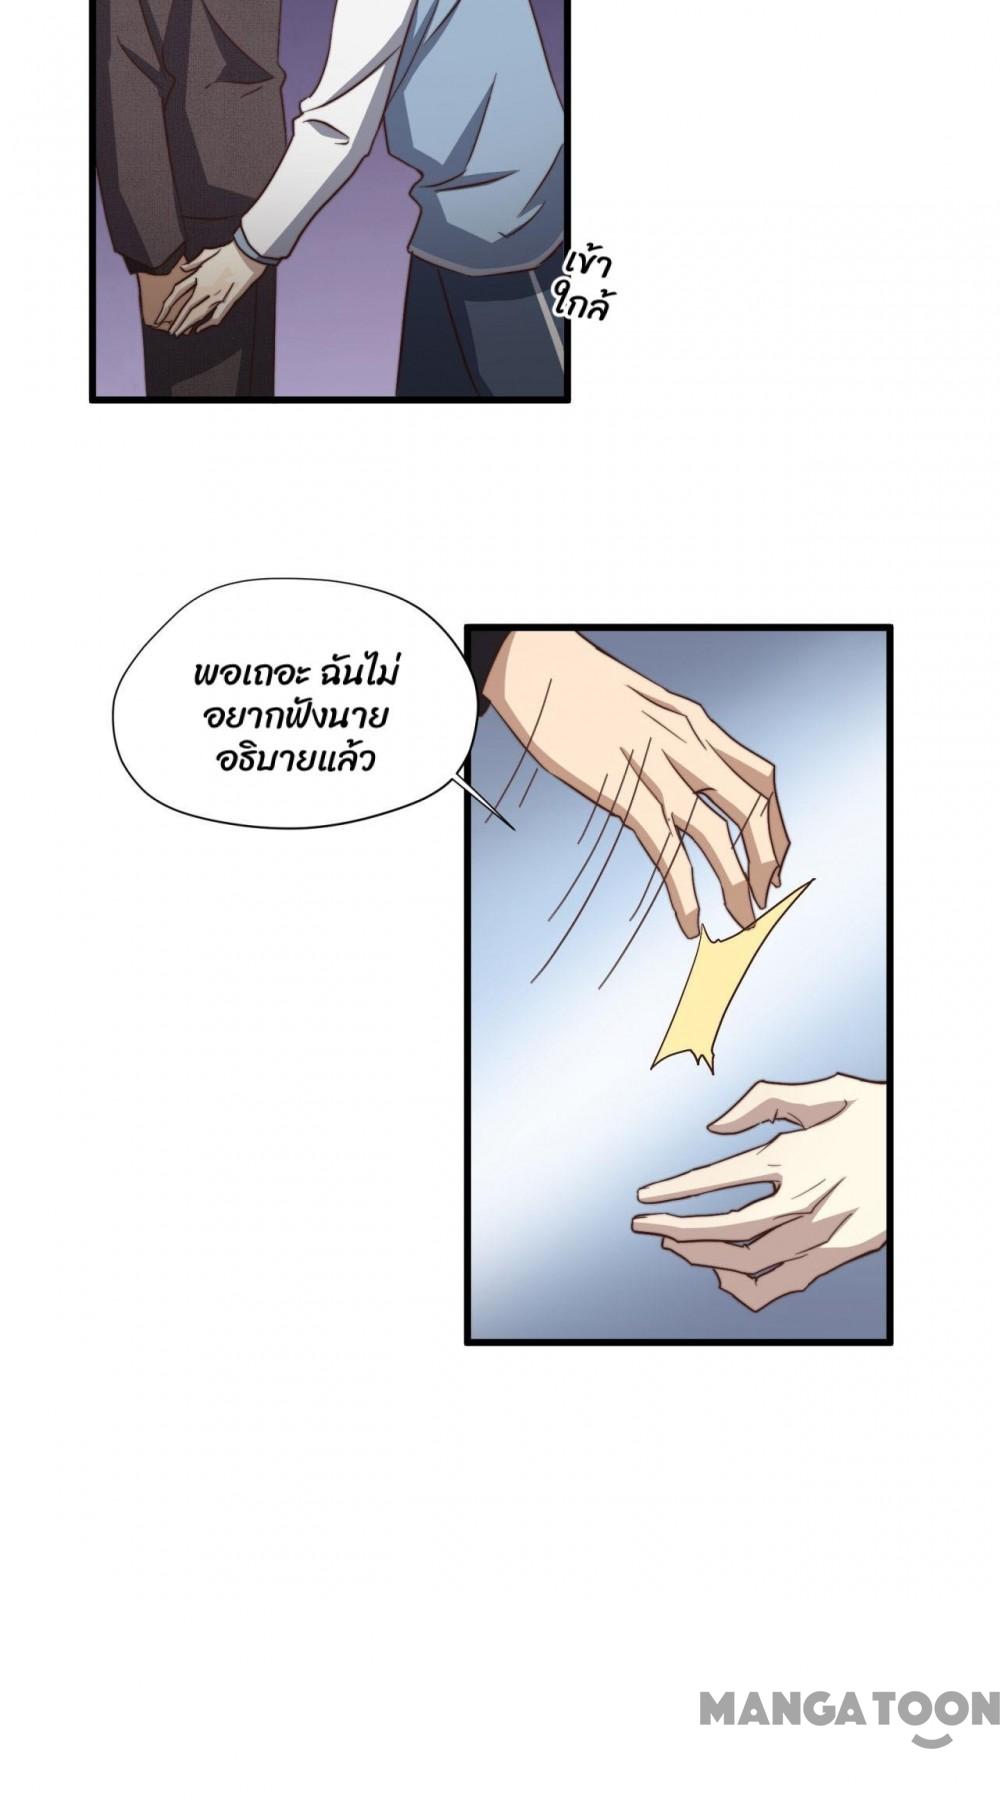 เข้า
ใกล้
พอเถอะ ฉันไม่
อยากฟังนาย
อธิบายแล้ว
MANGATOON